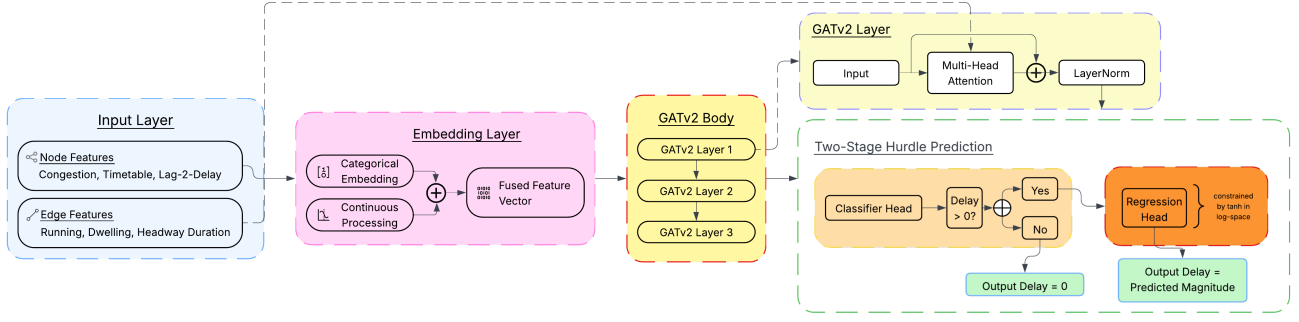 Input Layer
Node Features
Congestion, Timetable, Lag-2-Delay
Edge Features
Running, Dwelling, Headway Duration
Embedding Layer
Categorical
Embedding
Continuous
Processing
Fused Feature
Vector
GATv2 Body
GATv2 Layer 1
GATv2 Layer 2
GATv2 Layer 3
GATv2 Layer
Input
Multi-Head
Attention
LayerNorm
Two-Stage Hurdle Prediction
Classifier Head
Delay
> 0?
Yes
No
Output Delay = 0
Regression
Head
constrained
by tanh in
log-space
Output Delay =
Predicted Magnitude